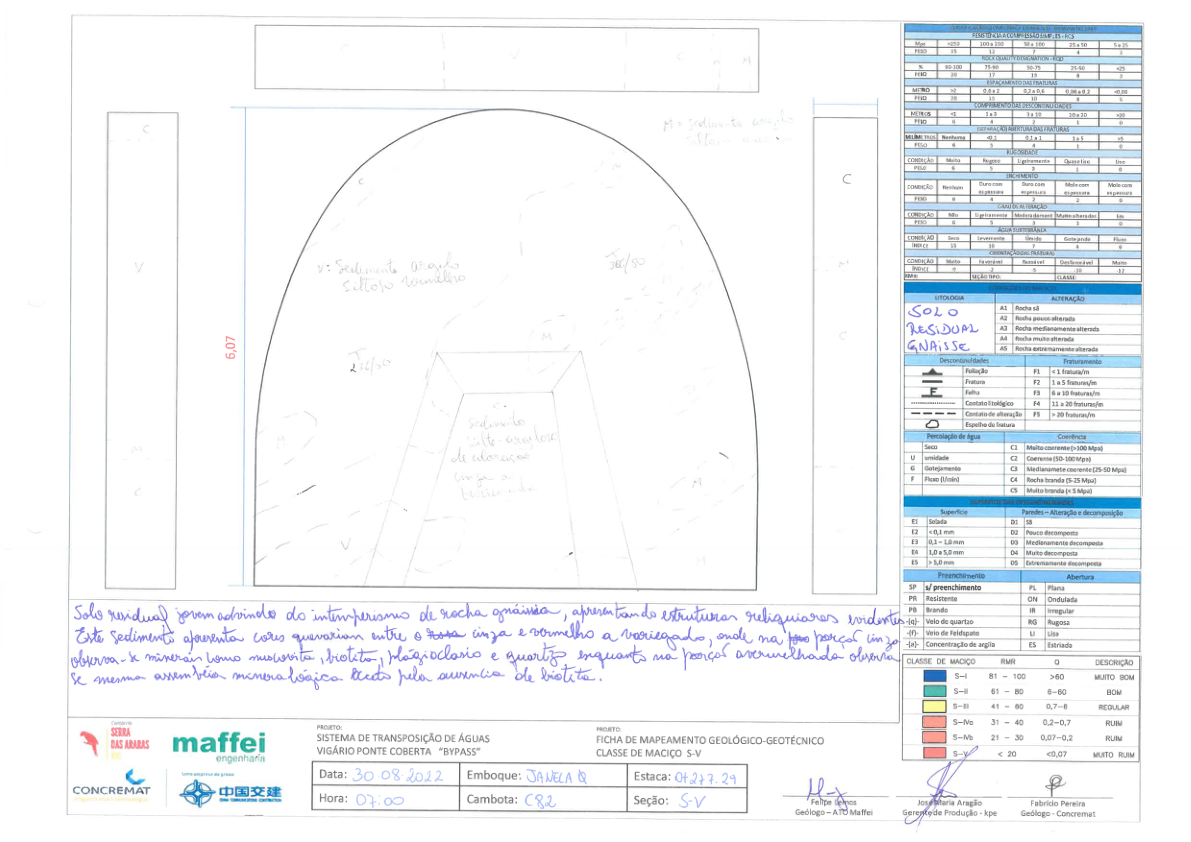 C
V
C
M
M = Sedimento argilo
C
V
M
C
C
C
M
C
V: Sedimento argilo
Siltoso Vermelho
6,07
M
Sedimento
Silto-argiloso
de coloração
cinza a
M
V
M
RESISTÊNCIA A COMPRESSÃO SIMPLES - RCS
Mpa >250 100 a 250 50 a 100 25 a 50 5 a 25
PESO 15 12 7 4 2
ROCK QUALITY DESIGNATION - RQD
% 90-100 75-90 50-75 25-50 <25
PESO 20 17 13 8 3
ESPAÇAMENTO DAS FRATURAS
METRO >2 0,6 a 2 0,2 a 0,6 0,06 a 0,2 <0,06
PESO 20 15 10 8 5
COMPRIMENTO DAS DESCONTINUIDADES
METROS <1 1 a 3 3 a 10 10 a 20 >20
PESO 6 4 2 1 0
SEPARAÇÃO/ABERTURA DAS FRATURAS
MILÍMETROS Nenhuma <0,1 0,1 a 1 1 a 5 >5
PESO 6 5 4 1 0
RUGOSIDADE
CONDIÇÃO Muito Rugoso Ligeiramente Quase liso Liso
PESO 6 5 3 1 0
ENCHIMENTO
CONDIÇÃO Nenhum Duro com espessura Duro com espessura Mole com espessura Mole com espessura
PESO 6 4 2 2 0
GRAU DE ALTERAÇÃO
CONDIÇÃO Não Ligeiramente Moderadament Muito alterados Em
PESO 6 5 3 1 0
ÁGUA SUBTERRÂNEA
CONDIÇÃO Seco Levemente Úmido Gotejando Fluxo
ÍNDICE 15 10 7 4 0
ORIENTAÇÃO DAS FRATURAS
CONDIÇÃO Muito Favorável Razoável Desfavorável Muito
ÍNDICE 0 -2 -5 -10 -12
RMR: SEÇÃO TIPO: CLASSE:
LITOLOGIA ALTERAÇÃO
SOLO
RESIDUAL
GNAISSE
A1 Rocha sã
A2 Rocha pouco alterada
A3 Rocha medianamente alterada
A4 Rocha muito alterada
A5 Rocha extremamente alterada
Descontinuidades Fraturamento
Foliação F1 < 1 fratura/m
Fratura F2 1 a 5 fraturas/m
F Falha F3 6 a 10 fraturas/m
Contato litológico F4 11 a 20 fraturas/m
Contato de alteração F5 > 20 fraturas/m
Espelho de fratura
Percolação de água Coerência
Seco C1 Muito coerente (>100 Mpa)
U umidade C2 Coerente (50-100 Mpa)
G Gotejamento C3 Medianamete coerente (25-50 Mpa)
F Fluxo (l/min) C4 Rocha branda (5-25 Mpa)
C5 Muito branda (< 5 Mpa)
Superfície Paredes – Alteração e decomposição
E1 Selada D1 Sã
E2 < 0,1 mm D2 Pouco decomposta
E3 0,1 – 1,0 mm D3 Medianamente decomposta
E4 1,0 a 5,0 mm D4 Muito decomposta
E5 > 5,0 mm D5 Extremamente decomposta
Preenchimento Abertura
SP s/ preenchimento PL Plana
PR Resistente ON Ondulada
PB Brando IR Irregular
-(q)- Veio de quartzo RG Rugosa
-(f)- Veio de Feldspato LI Lisa
-(a)- Concentração de argila ES Estriada
CLASSE DE MACIÇO RMR Q DESCRIÇÃO
S-I 81 - 100 >60 MUITO BOM
S-II 61 - 80 6-60 BOM
S-III 41 - 60 0,7-6 REGULAR
S-IVa 31 - 40 0,2-0,7 RUIM
S-IVb 21 - 30 0,07-0,2 RUIM
S-V < 20 <0,07 MUITO RUIM
Solo residual jovem advindo do intemperismo de rocha gnáissica, apresentando estruturas reliquiares evidentes.
Este sedimento apresenta cores que variam entre o cinza e vermelho a variegado, onde na porção cinza
observa-se minerais como muscovita, biotita, plagioclasio e quartzo enquanto na porção avermelhada observa
se mesma assembléia mineralógica exceto pela ausencia de biotita.
SERRA
DAS ARARAS
maffei
engenharia
CONCREMAT
中国交建
PROJETO:
SISTEMA DE TRANSPOSIÇÃO DE ÁGUAS
VIGÁRIO PONTE COBERTA "BYPASS"
PROJETO:
FICHA DE MAPEAMENTO GEOLÓGICO-GEOTÉCNICO
CLASSE DE MACIÇO S-V
Data: 30.08.2022 Emboque: JANELA Q Estaca: 0+277.29
Hora: 07:00 Cambota: C82 Seção: S-V
Felipe Lemos
Geólogo – ATO Maffei
José Maria Aragão
Gerente de Produção - kpe
Fabrício Pereira
Geólogo - Concremat